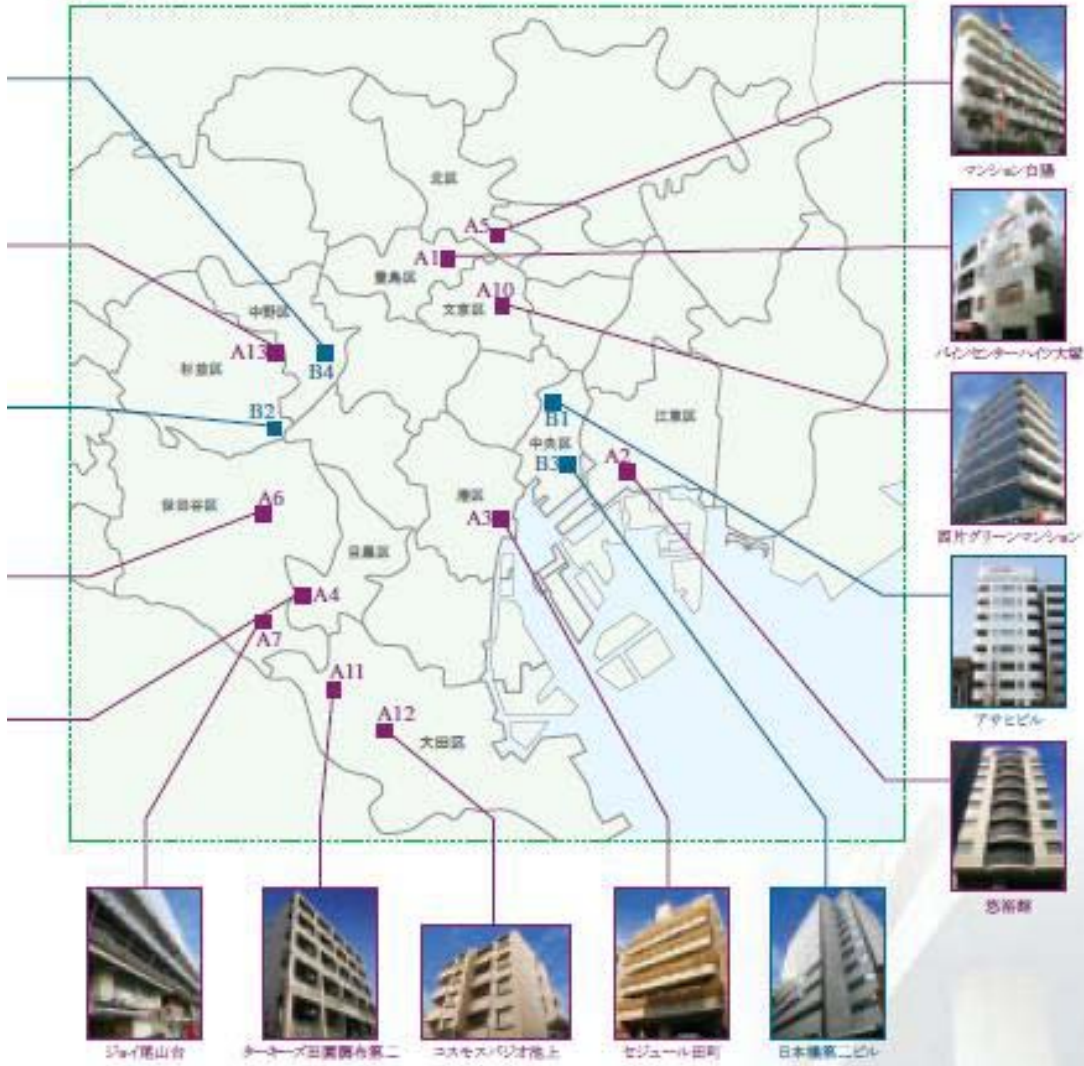 北区
A5
マンション白陽
A1
豊島区
A10
文京区
中野区
パインセンターハイツ大塚
A13
B4
杉並区
B2
B1
江東区
中央区
B3
A2
西片グリーンマンション
A6
世田谷区
港区
A3
目黒区
アサヒビル
A4
A7
A11
A12
大田区
悠裕館
ジョイ尾山台
ターキーズ田園調布第二
コスモスパジオ池上
セジュール田町
日本橋第二ビル